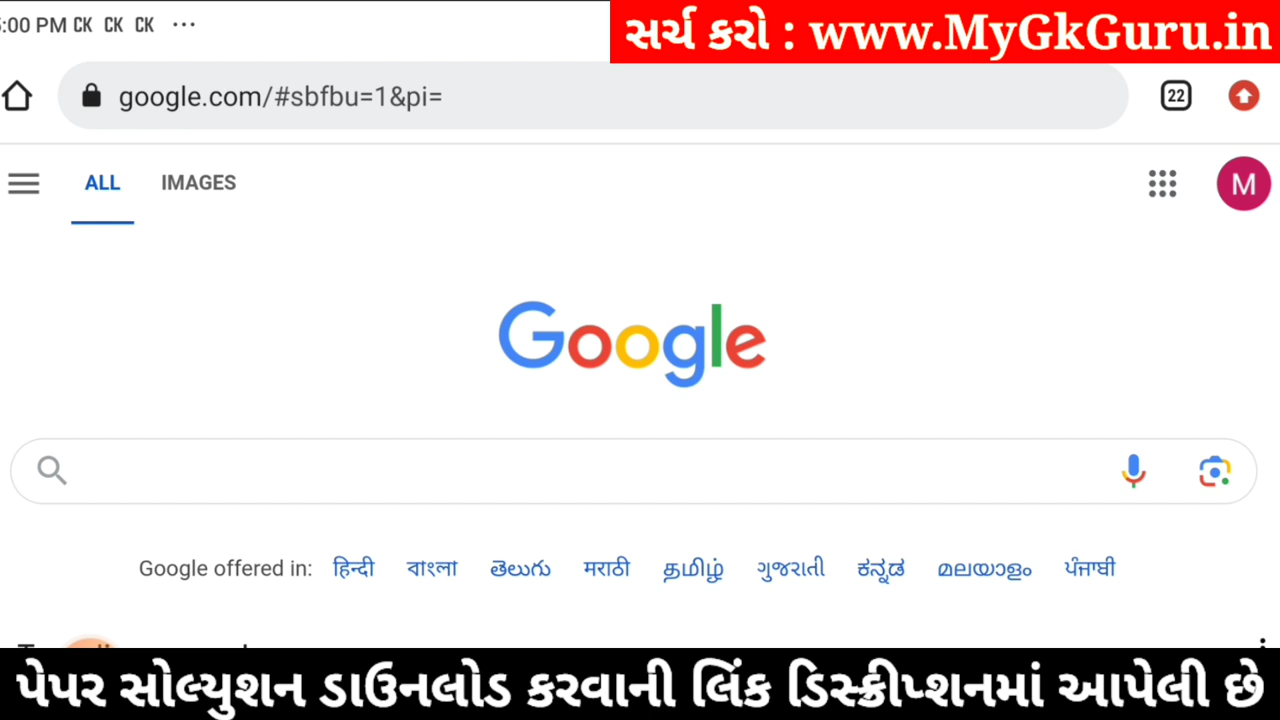 5:00 PM CK CK CK ...
સર્ચ કરો : www.MyGkGuru.in
google.com/#sbfbu=1&pi=
22
ALL IMAGES
M
Google
Google offered in: हिन्दी বাংলা తెలుగు मराठी தமிழ் ગુજરાતી ಕನ್ನಡ മലയാളം ਪੰਜਾਬੀ
પેપર સોલ્યુશન ડાઉનલોડ કરવાની લિંક ડિસ્ક્રીપ્શનમાં આપેલી છે